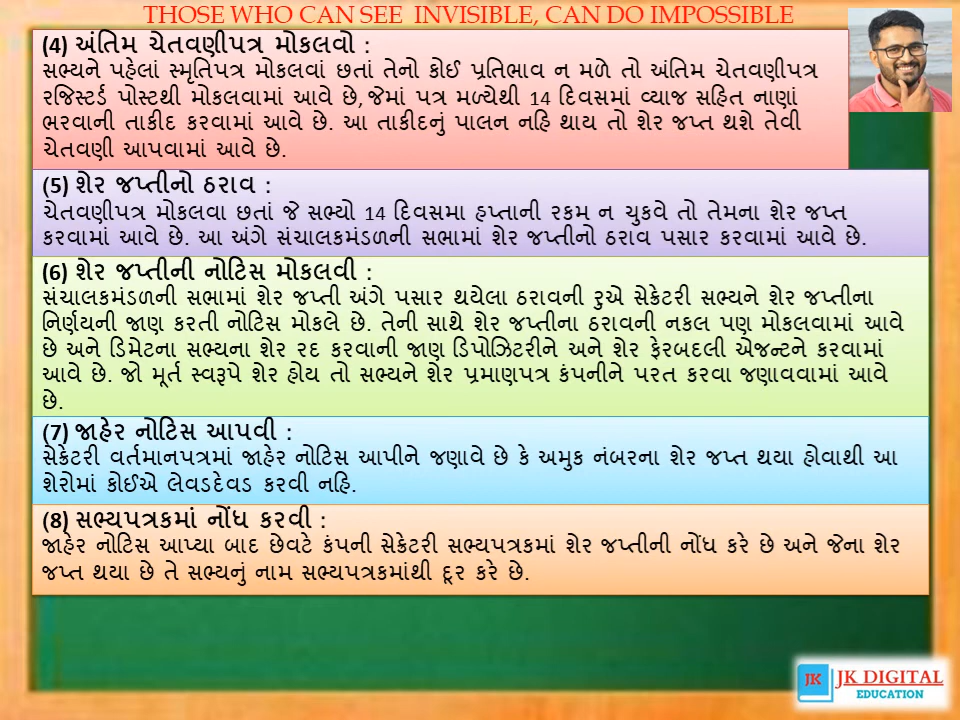 THOSE WHO CAN SEE INVISIBLE, CAN DO IMPOSSIBLE
(4) અંતિમ ચેતવણીપત્ર મોકલવો :
સભ્યને પહેલાં સ્મૃતિપત્ર મોકલવાં છતાં તેનો કોઈ પ્રતિભાવ ન મળે તો અંતિમ ચેતવણીપત્ર
રજિસ્ટર્ડ પોસ્ટથી મોકલવામાં આવે છે, જેમાં પત્ર મળ્યેથી 14 દિવસમાં વ્યાજ સહિત નાણાં
ભરવાની તાકીદ કરવામાં આવે છે. આ તાકીદનું પાલન નહિ થાય તો શેર જપ્ત થશે તેવી
ચેતવણી આપવામાં આવે છે.
(5) શેર જપ્તીનો ઠરાવ :
ચેતવણીપત્ર મોકલવા છતાં જે સભ્યો 14 દિવસમા હપ્તાની રકમ ન ચુકવે તો તેમના શેર જપ્ત
કરવામાં આવે છે. આ અંગે સંચાલકમંડળની સભામાં શેર જપ્તીનો ઠરાવ પસાર કરવામાં આવે છે.
(6) શેર જપ્તીની નોટિસ મોકલવી :
સંચાલકમંડળની સભામાં શેર જપ્તી અંગે પસાર થયેલા ઠરાવની રુએ સેક્રેટરી સભ્યને શેર જપ્તીના
નિર્ણયની જાણ કરતી નોટિસ મોકલે છે. તેની સાથે શેર જપ્તીના ઠરાવની નકલ પણ મોકલવામાં આવે
છે અને ડિમેટના સભ્યના શેર રદ કરવાની જાણ ડિપોઝિટરીને અને શેર ફેરબદલી એજન્ટને કરવામાં
આવે છે. જો મૂર્ત સ્વરૂપે શેર હોય તો સભ્યને શેર પ્રમાણપત્ર કંપનીને પરત કરવા જણાવવામાં આવે
છે.
(7) જાહેર નોટિસ આપવી :
સેક્રેટરી વર્તમાનપત્રમાં જાહેર નોટિસ આપીને જણાવે છે કે અમુક નંબરના શેર જપ્ત થયા હોવાથી આ
શેરોમાં કોઈએ લેવડદેવડ કરવી નહિ.
(8) સભ્યપત્રકમાં નોંધ કરવી :
જાહેર નોટિસ આપ્યા બાદ છેવટે કંપની સેક્રેટરી સભ્યપત્રકમાં શેર જપ્તીની નોંધ કરે છે અને જેના શેર
જપ્ત થયા છે તે સભ્યનું નામ સભ્યપત્રકમાંથી દૂર કરે છે.
JK JK DIGITAL
EDUCATION